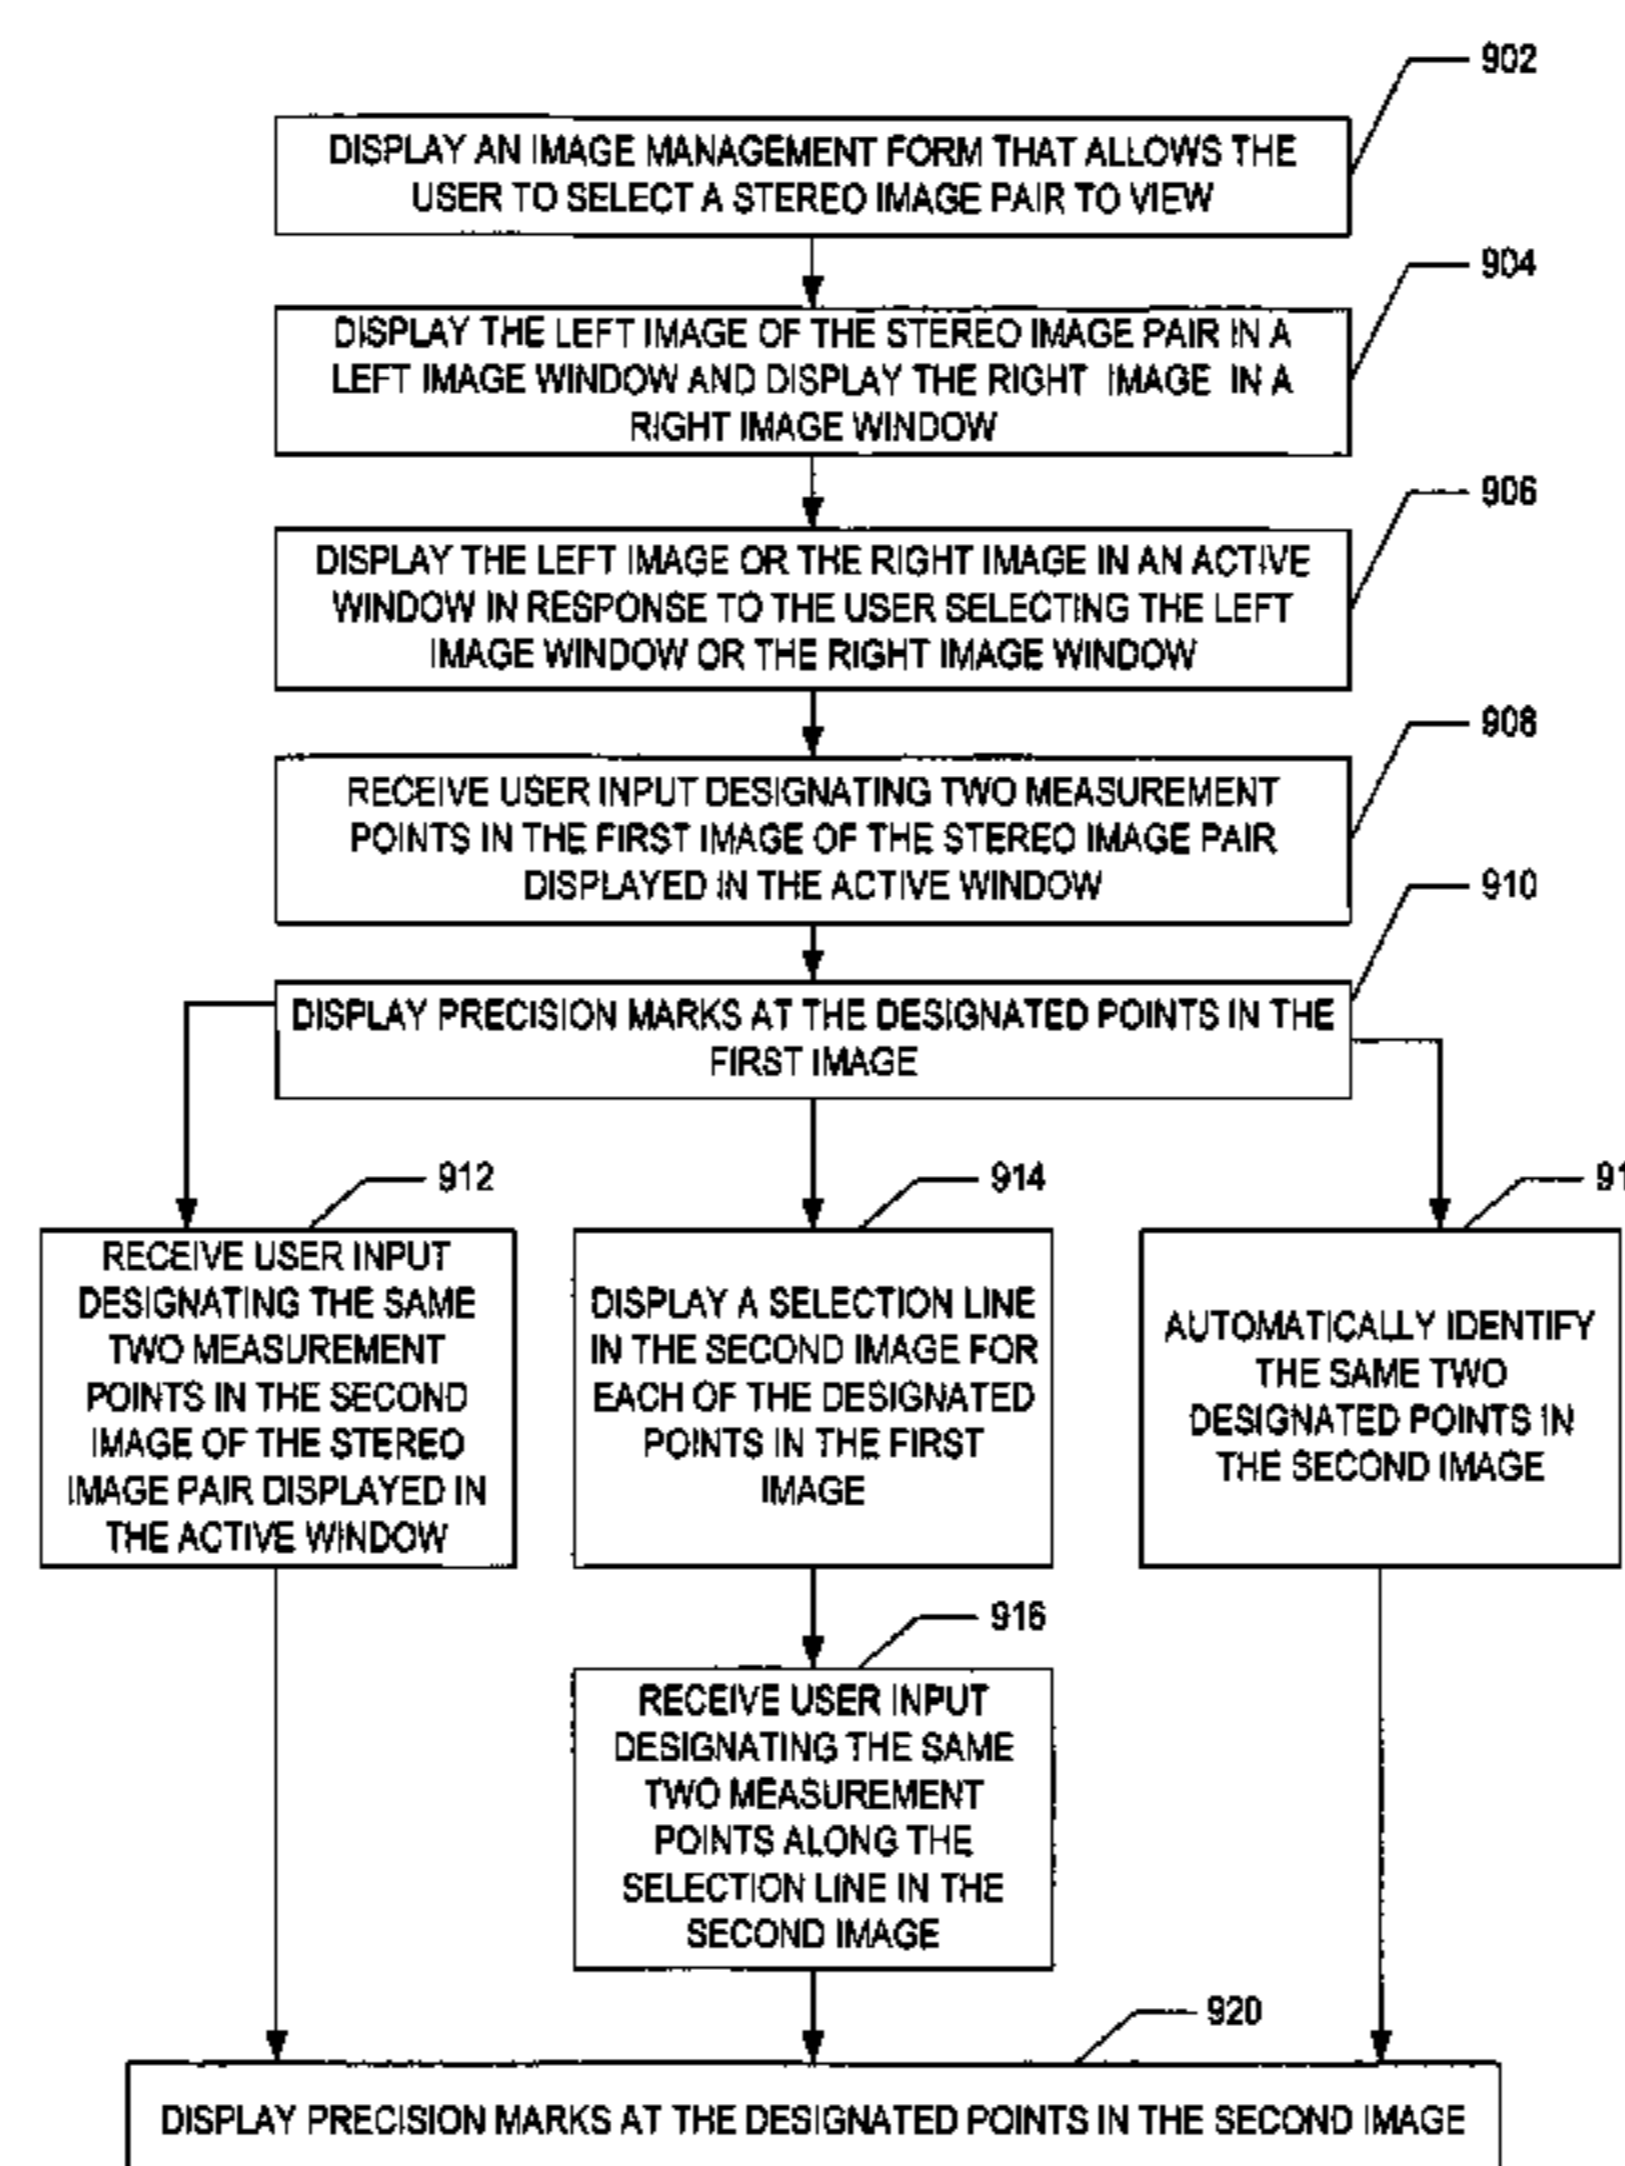 902
DISPLAY AN IMAGE MANAGEMENT FORM THAT ALLOWS THE
USER TO SELECT A STEREO IMAGE PAIR TO VIEW
904
DISPLAY THE LEFT IMAGE OF THE STEREO IMAGE PAIR IN A
LEFT IMAGE WINDOW AND DISPLAY THE RIGHT IMAGE IN A
RIGHT IMAGE WINDOW
906
DISPLAY THE LEFT IMAGE OR THE RIGHT IMAGE IN AN ACTIVE
WINDOW IN RESPONSE TO THE USER SELECTING THE LEFT
IMAGE WINDOW OR THE RIGHT IMAGE WINDOW
908
RECEIVE USER INPUT DESIGNATING TWO MEASUREMENT
POINTS IN THE FIRST IMAGE OF THE STEREO IMAGE PAIR
DISPLAYED IN THE ACTIVE WINDOW
910
DISPLAY PRECISION MARKS AT THE DESIGNATED POINTS IN THE
FIRST IMAGE
912
RECEIVE USER INPUT
DESIGNATING THE SAME
TWO MEASUREMENT
POINTS IN THE SECOND
IMAGE OF THE STEREO
IMAGE PAIR DISPLAYED IN
THE ACTIVE WINDOW
914
DISPLAY A SELECTION LINE
IN THE SECOND IMAGE FOR
EACH OF THE DESIGNATED
POINTS IN THE FIRST
IMAGE
AUTOMATICALLY IDENTIFY
THE SAME TWO
DESIGNATED POINTS IN
THE SECOND IMAGE
916
RECEIVE USER INPUT
DESIGNATING THE SAME
TWO MEASUREMENT
POINTS ALONG THE
SELECTION LINE IN THE
SECOND IMAGE
920
DISPLAY PRECISION MARKS AT THE DESIGNATED POINTS IN THE SECOND IMAGE